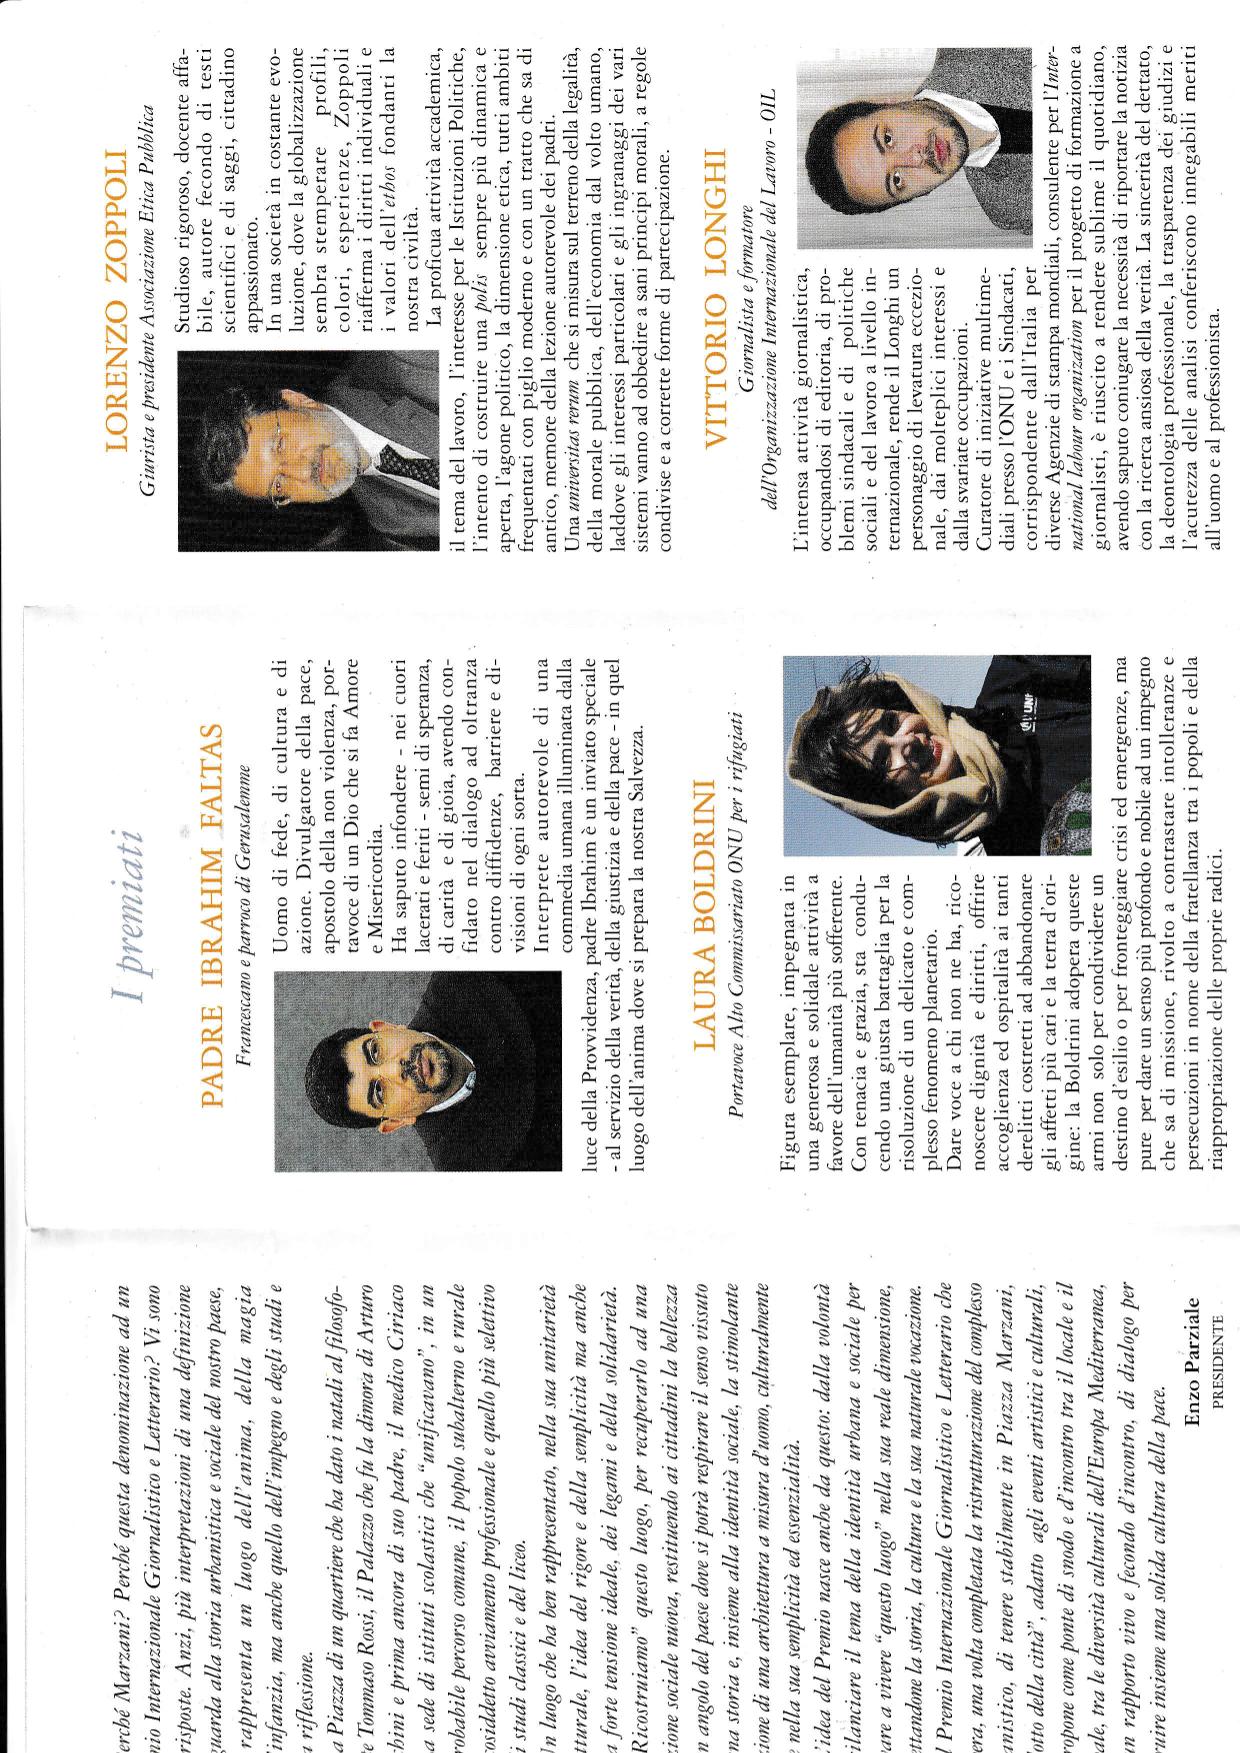 erché Marzani? Perché questa denominazione ad un
nio Internazionale Giornalistico e Letterario? Vi sono
risposte. Anzi, più interpretazioni di una definizione
guarda alla storia urbanistica e sociale del nostro paese,
rappresenta un luogo dell'anima, della magia
'infanzia, ma anche quello dell'impegno e degli studi e
a riflessione.
a Piazza di un quartiere che ha dato i natali al filosofo-
e Tommaso Rossi, il Palazzo che fu la dimora di Arturo
chini e prima ancora di suo padre, il medico Ciriaco
a sede di istituti scolastici che "unificavano", in un
robabile percorso comune, il popolo subalterno e rurale
cosiddetto avviamento professionale e quello più selettivo
i studi classici e del liceo.
Un luogo che ha ben rappresentato, nella sua unitarietà
tturale, l'idea del rigore e della semplicità ma anche
a forte tensione ideale, dei legami e della solidarietà.
Ricostruiamo" questo luogo, per recuperarlo ad una
zione sociale nuova, restituendo ai cittadini la bellezza
n angolo del paese dove si potrà respirare il senso vissuto
na storia e, insieme alla identità sociale, la stimolante
zione di una architettura a misura d'uomo, culturalmente
e nella sua semplicità ed essenzialità.
'idea del Premio nasce anche da questo: dalla volontà
ilanciare il tema della identità urbana e sociale per
are a vivere "questo luogo" nella sua reale dimensione,
ettandone la storia, la cultura e la sua naturale vocazione.
l Premio Internazionale Giornalistico e Letterario che
era, una volta completata la ristrutturazione del complesso
anistico, di tenere stabilmente in Piazza Marzani,
otto della città", adatto agli eventi artistici e culturali,
ropone come ponte di snodo e d'incontro tra il locale e il
ale, tra le diversità culturali dell'Europa Mediterranea,
un rapporto vivo e fecondo d'incontro, di dialogo per
ruire insieme una solida cultura della pace.
Enzo Parziale
PRESIDENTE
I premiati
PADRE IBRAHIM FALTAS
Francescano e parroco di Gerusalemme
Uomo di fede, di cultura e di
azione. Divulgatore della pace,
apostolo della non violenza, por-
tavoce di un Dio che si fa Amore
e Misericordia.
Ha saputo infondere - nei cuori
lacerati e feriti - semi di speranza,
di carità e di gioia, avendo con-
fidato nel dialogo ad oltranza
contro diffidenze, barriere e di-
visioni di ogni sorta.
Interprete autorevole di una
commedia umana illuminata dalla
luce della Provvidenza, padre Ibrahim è un inviato speciale
- al servizio della verità, della giustizia e della pace - in quel
luogo dell'anima dove si prepara la nostra Salvezza.
LAURA BOLDRINI
Portavoce Alto Commissariato ONU per i rifugiati
Figura esemplare, impegnata in
una generosa e solidale attività a
favore dell'umanità più sofferente.
Con tenacia e grazia, sta condu-
cendo una giusta battaglia per la
risoluzione di un delicato e com-
plesso fenomeno planetario.
Dare voce a chi non ne ha, rico-
noscere dignità e diritti, offrire
accoglienza ed ospitalità ai tanti
derelitti costretti ad abbandonare
gli affetti più cari e la terra d'ori-
gine: la Boldrini adopera queste
armi non solo per condividere un
destino d'esilio o per fronteggiare crisi ed emergenze, ma
pure per dare un senso più profondo e nobile ad un impegno
che sa di missione, rivolto a contrastare intolleranze e
persecuzioni in nome della fratellanza tra i popoli e della
riappropriazione delle proprie radici.
UN
LORENZO ZOPPOLI
Giurista e presidente Associazione Etica Pubblica
Studioso rigoroso, docente affa-
bile, autore fecondo di testi
scientifici e di saggi, cittadino
appassionato.
In una società in costante evo-
luzione, dove la globalizzazione
sembra stemperare profili,
colori, esperienze, Zoppoli
riafferma i diritti individuali e
i valori dell'ethos fondanti la
nostra civiltà.
La proficua attività accademica,
il tema del lavoro, l'interesse per le Istituzioni Politiche,
l'intento di costruire una polis sempre più dinamica e
aperta, l'agone politico, la dimensione etica, tutti ambiti
frequentati con piglio moderno e con un tratto che sa di
antico, memore della lezione autorevole dei padri.
Una universitas rerum che si misura sul terreno della legalità,
della morale pubblica, dell'economia dal volto umano,
laddove gli interessi particolari e gli ingranaggi dei vari
sistemi vanno ad obbedire a sani principi morali, a regole
condivise e a corrette forme di partecipazione.
VITTORIO LONGHI
Giornalista e formatore
dell'Organizzazione Internazionale del Lavoro - OIL
L'intensa attività giornalistica,
occupandosi di editoria, di pro-
blemi sindacali e di politiche
sociali e del lavoro a livello in-
ternazionale, rende il Longhi un
personaggio di levatura eccezio-
nale, dai molteplici interessi e
dalla svariate occupazioni.
Curatore di iniziative multime-
diali presso l'ONU e i Sindacati,
corrispondente dall'Italia per
diverse Agenzie di stampa mondiali, consulente per l'Inter-
national labour organization per il progetto di formazione a
giornalisti, è riuscito a rendere sublime il quotidiano,
avendo saputo coniugare la necessità di riportare la notizia
con la ricerca ansiosa della verità. La sincerità del dettato,
la deontologia professionale, la trasparenza dei giudizi e
l'acutezza delle analisi conferiscono innegabili meriti
all'uomo e al professionista.